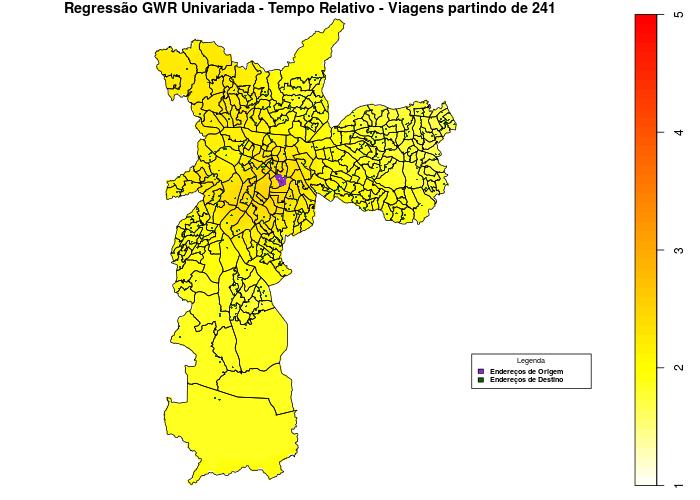 Regressão GWR Univariada - Tempo Relativo - Viagens partindo de 241
5
4
3
2
1
Legenda
Endereços de Origem
Endereços de Destino